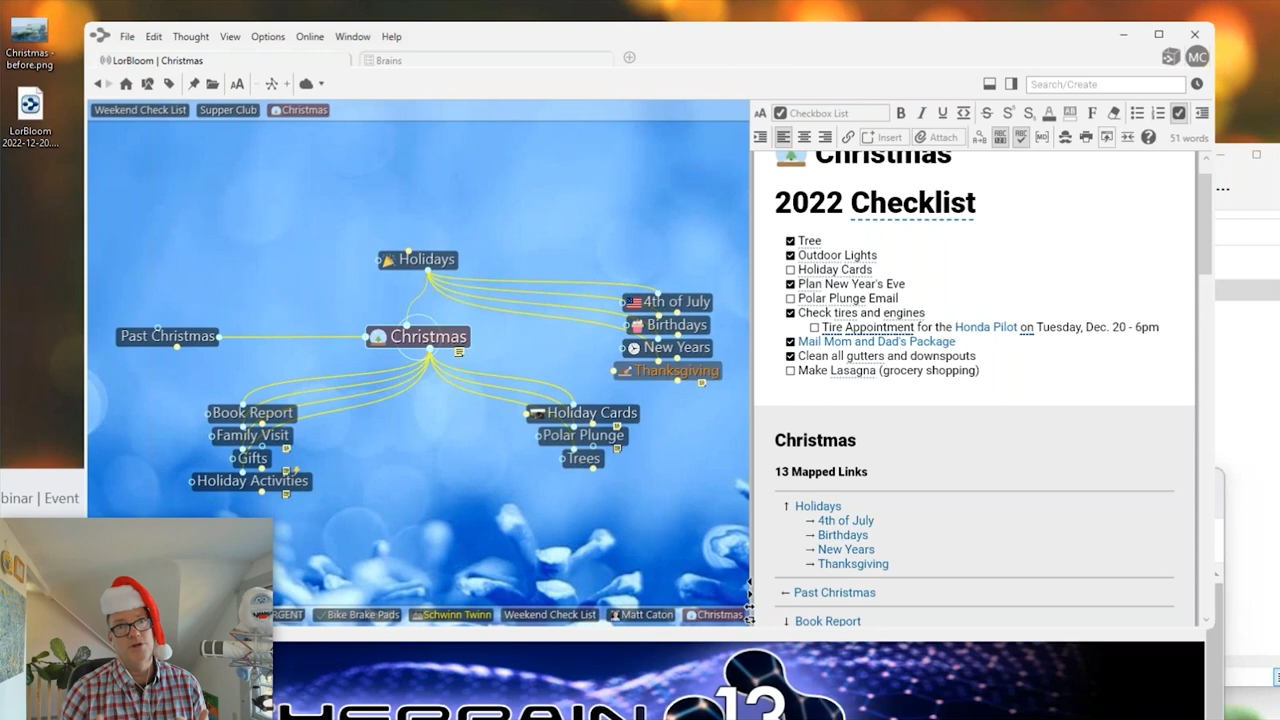 Christmas -
before.png
LorBloom
2022-12-20....
File Edit Thought View Options Online Window Help
LorBloom | Christmas
Brains
MC
Search/Create
Weekend Check List
Supper Club
Christmas
Checkbox List
Insert
Attach
51 words
Holidays
4th of July
Birthdays
New Years
Thanksgiving
Past Christmas
Christmas
Book Report
Family Visit
Gifts
Holiday Activities
Holiday Cards
Polar Plunge
Trees
Christmas
2022 Checklist
Tree
Outdoor Lights
Holiday Cards
Plan New Year's Eve
Polar Plunge Email
Check tires and engines
Tire Appointment for the Honda Pilot on Tuesday, Dec. 20 - 6pm
Mail Mom and Dad's Package
Clean all gutters and downspouts
Make Lasagna (grocery shopping)
Christmas
13 Mapped Links
↑ Holidays
→ 4th of July
→ Birthdays
→ New Years
→ Thanksgiving
← Past Christmas
↓ Book Report
RGENT
Bike Brake Pads
Schwinn Twinn
Weekend Check List
Matt Caton
Christmas
binar | Event
13